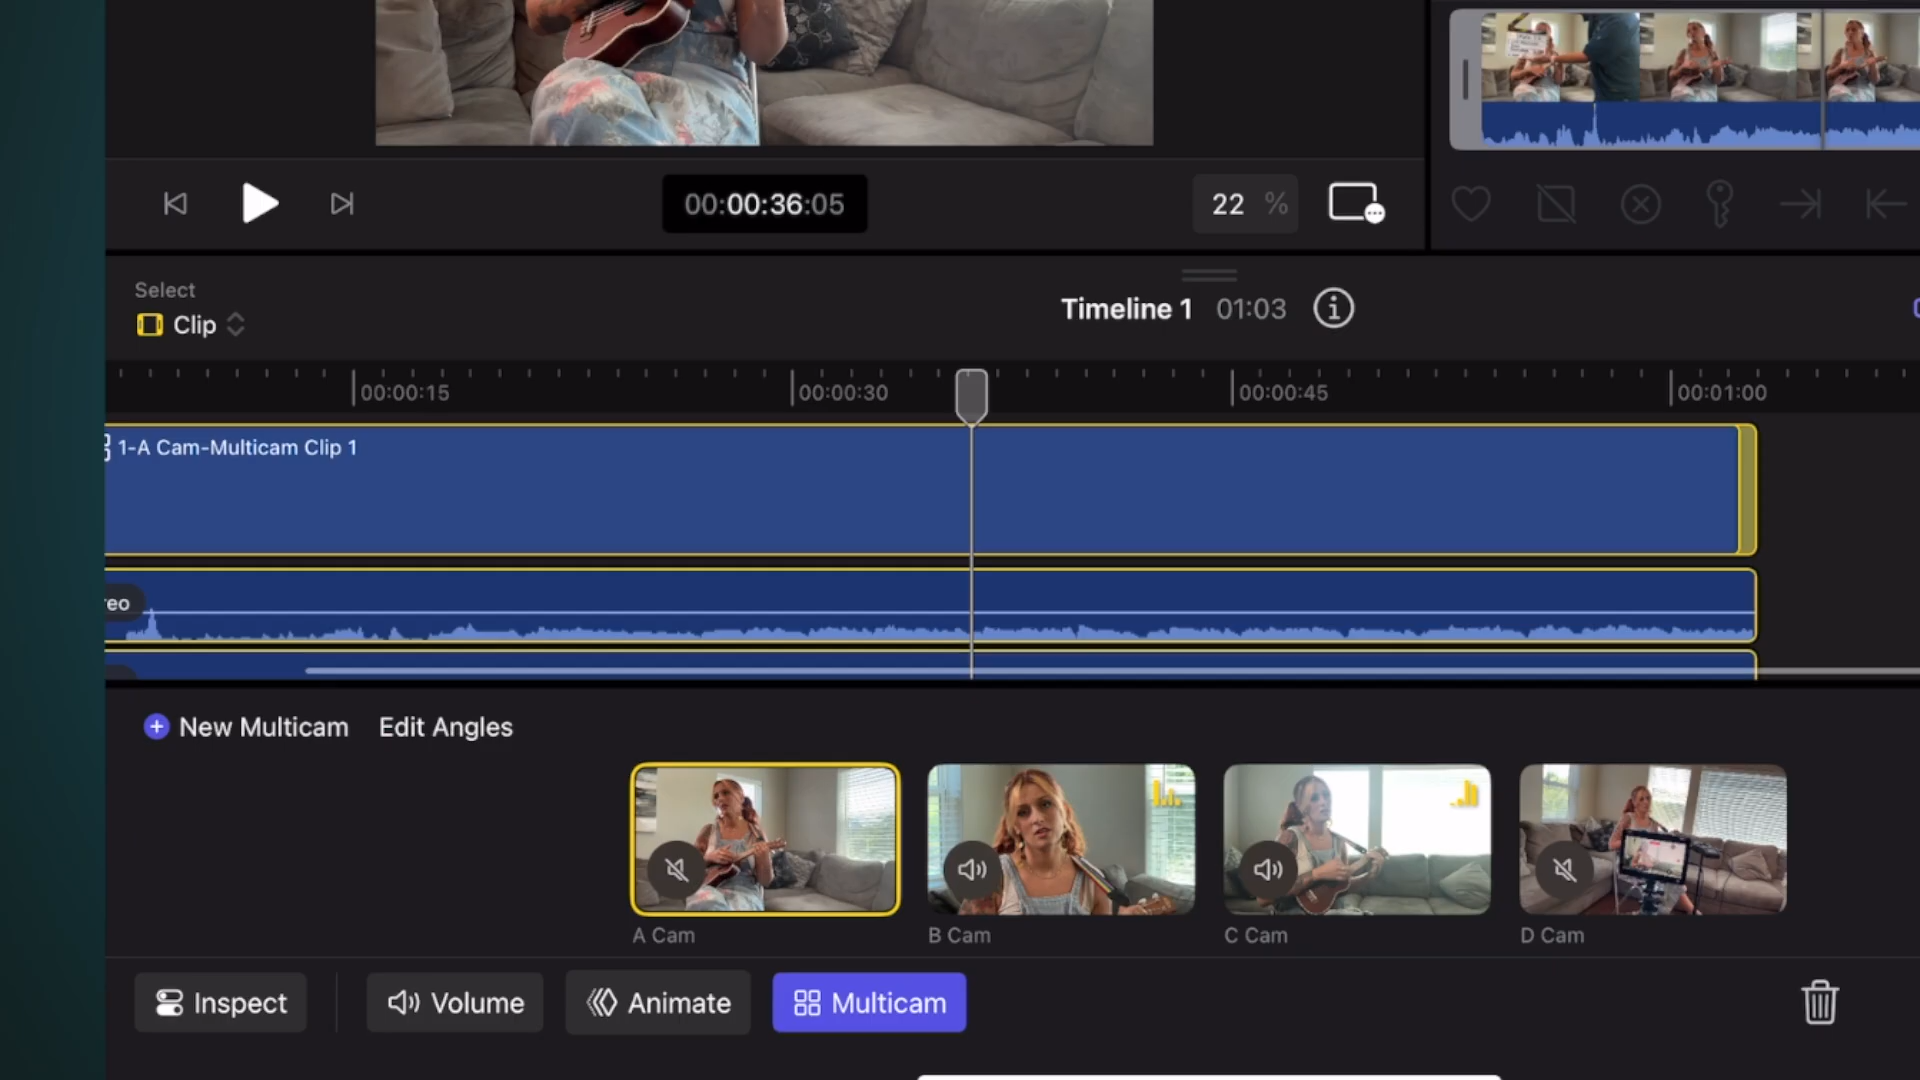 00:00:36:05
22 %
Select
Clip
Timeline 1 01:03
00:00:15
00:00:30
00:00:45
00:01:00
1-A Cam-Multicam Clip 1
eo
New Multicam Edit Angles
A Cam
B Cam
C Cam
D Cam
Inspect
Volume
Animate
Multicam